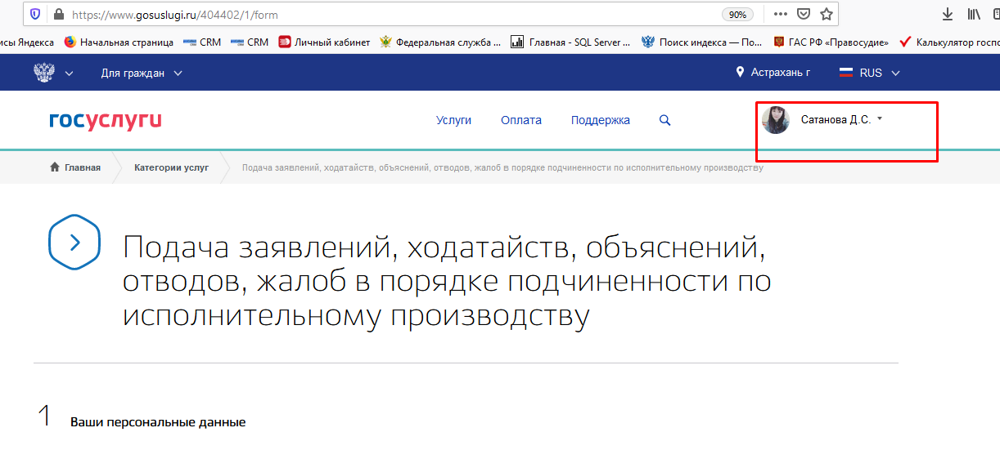 https://www.gosuslugi.ru/404402/1/form 90%
исы Яндекса Начальная страница CRM CRM Личный кабинет Федеральная служба ... Главная - SQL Server ... Поиск индекса — По... ГАС РФ «Правосудие» Калькулятор госпо
Для граждан Астрахань г RUS
госуслуги Услуги Оплата Поддержка Сатанова Д.С.
Главная Категории услуг Подача заявлений, ходатайств, объяснений, отводов, жалоб в порядке подчиненности по исполнительному производству
Подача заявлений, ходатайств, объяснений,
отводов, жалоб в порядке подчиненности по
исполнительному производству
1 Ваши персональные данные